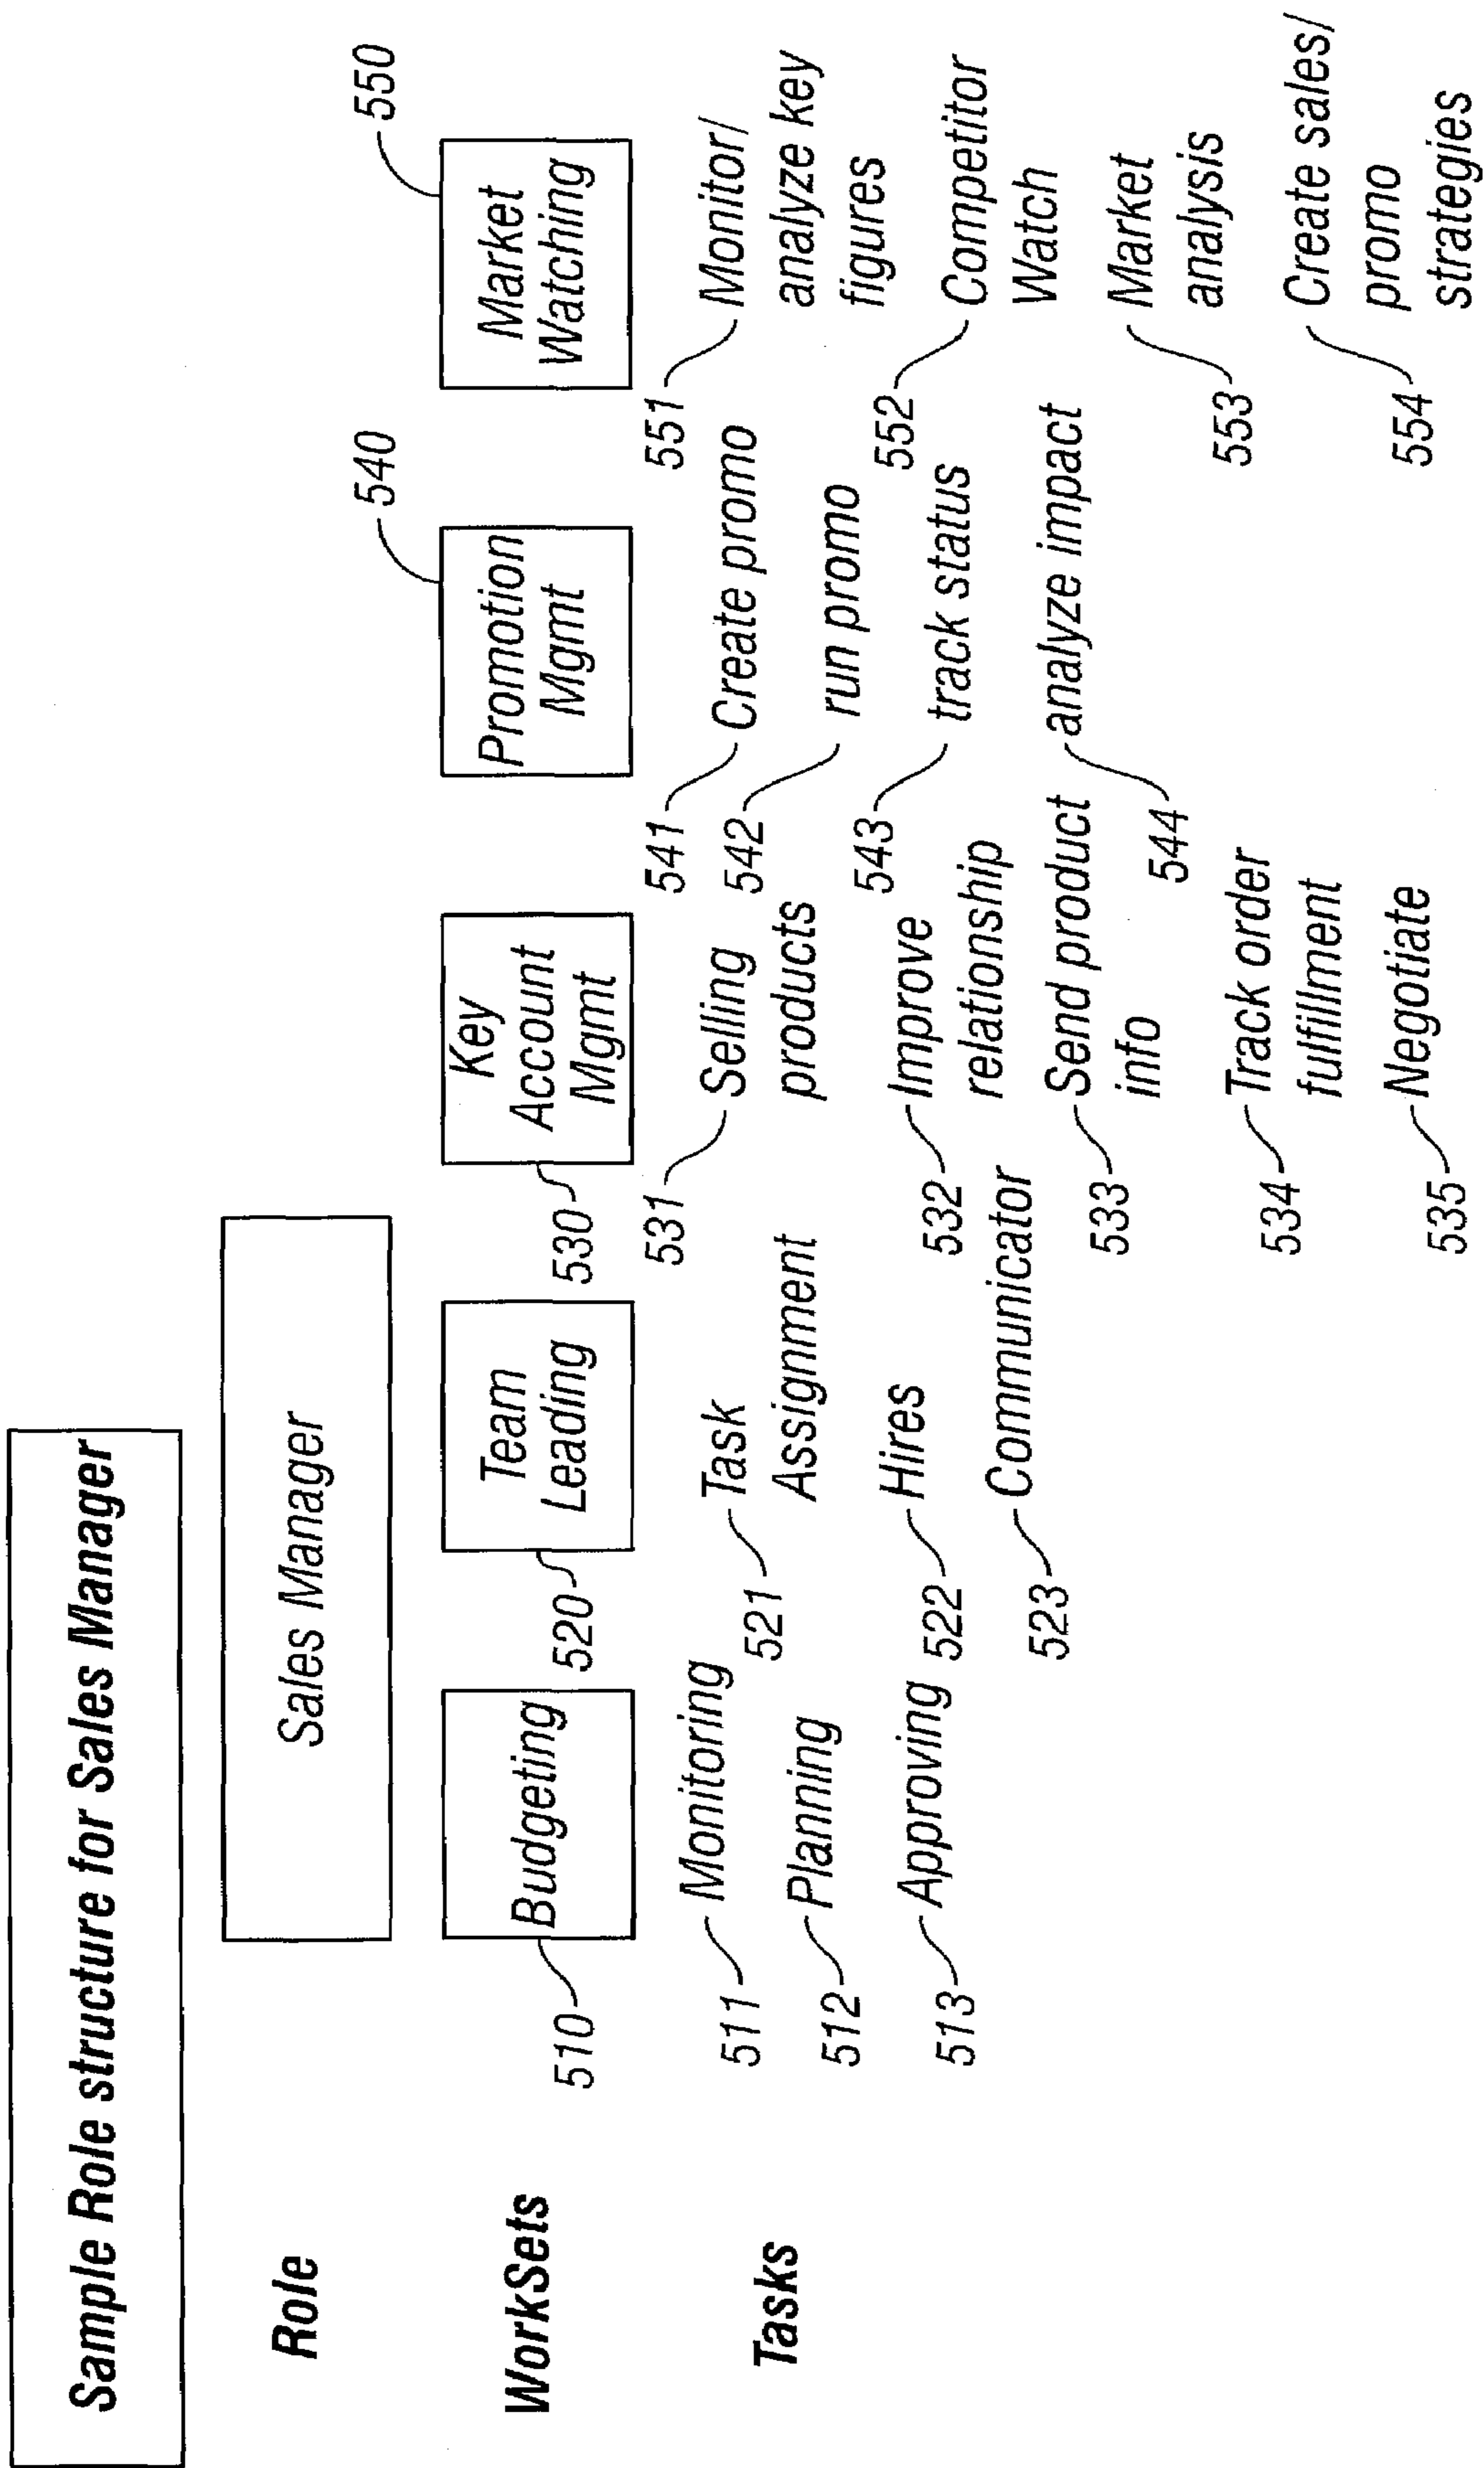 Sample Role structure for Sales Manager
Role
Sales Manager
WorkSets
510
Budgeting
520
Team
Leading
530
Key
Account
Mgmt
540
Promotion
Mgmt
550
Market
Watching
Tasks
511 Monitoring
512 Planning
513 Approving
521 Task
Assignment
522 Hires
523 Communicator
531 Selling
products
532 Improve
relationship
533 Send product
info
534 Track order
fulfillment
535 Negotiate
541 Create promo
542 run promo
543 track status
544 analyze impact
551 Monitor/
analyze key
figures
552 Competitor
Watch
553 Market
analysis
554 Create sales/
promo
strategies